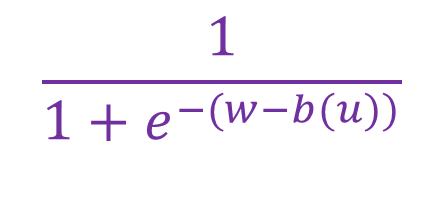 1
1 + e^{-(w-b(u))}